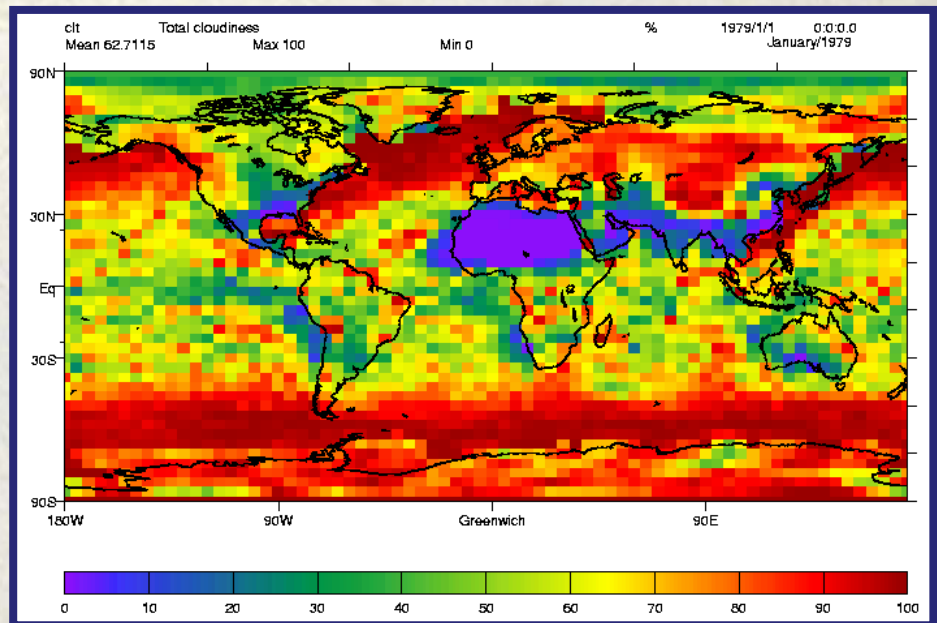 clt Total cloudiness % 1979/1/1 0:0:0.0
Mean 62.7115 Max 100 Min 0 January/1979
90N
30N
Eq
30S
90S
180W 90W Greenwich 90E
0 10 20 30 40 50 60 70 80 90 100